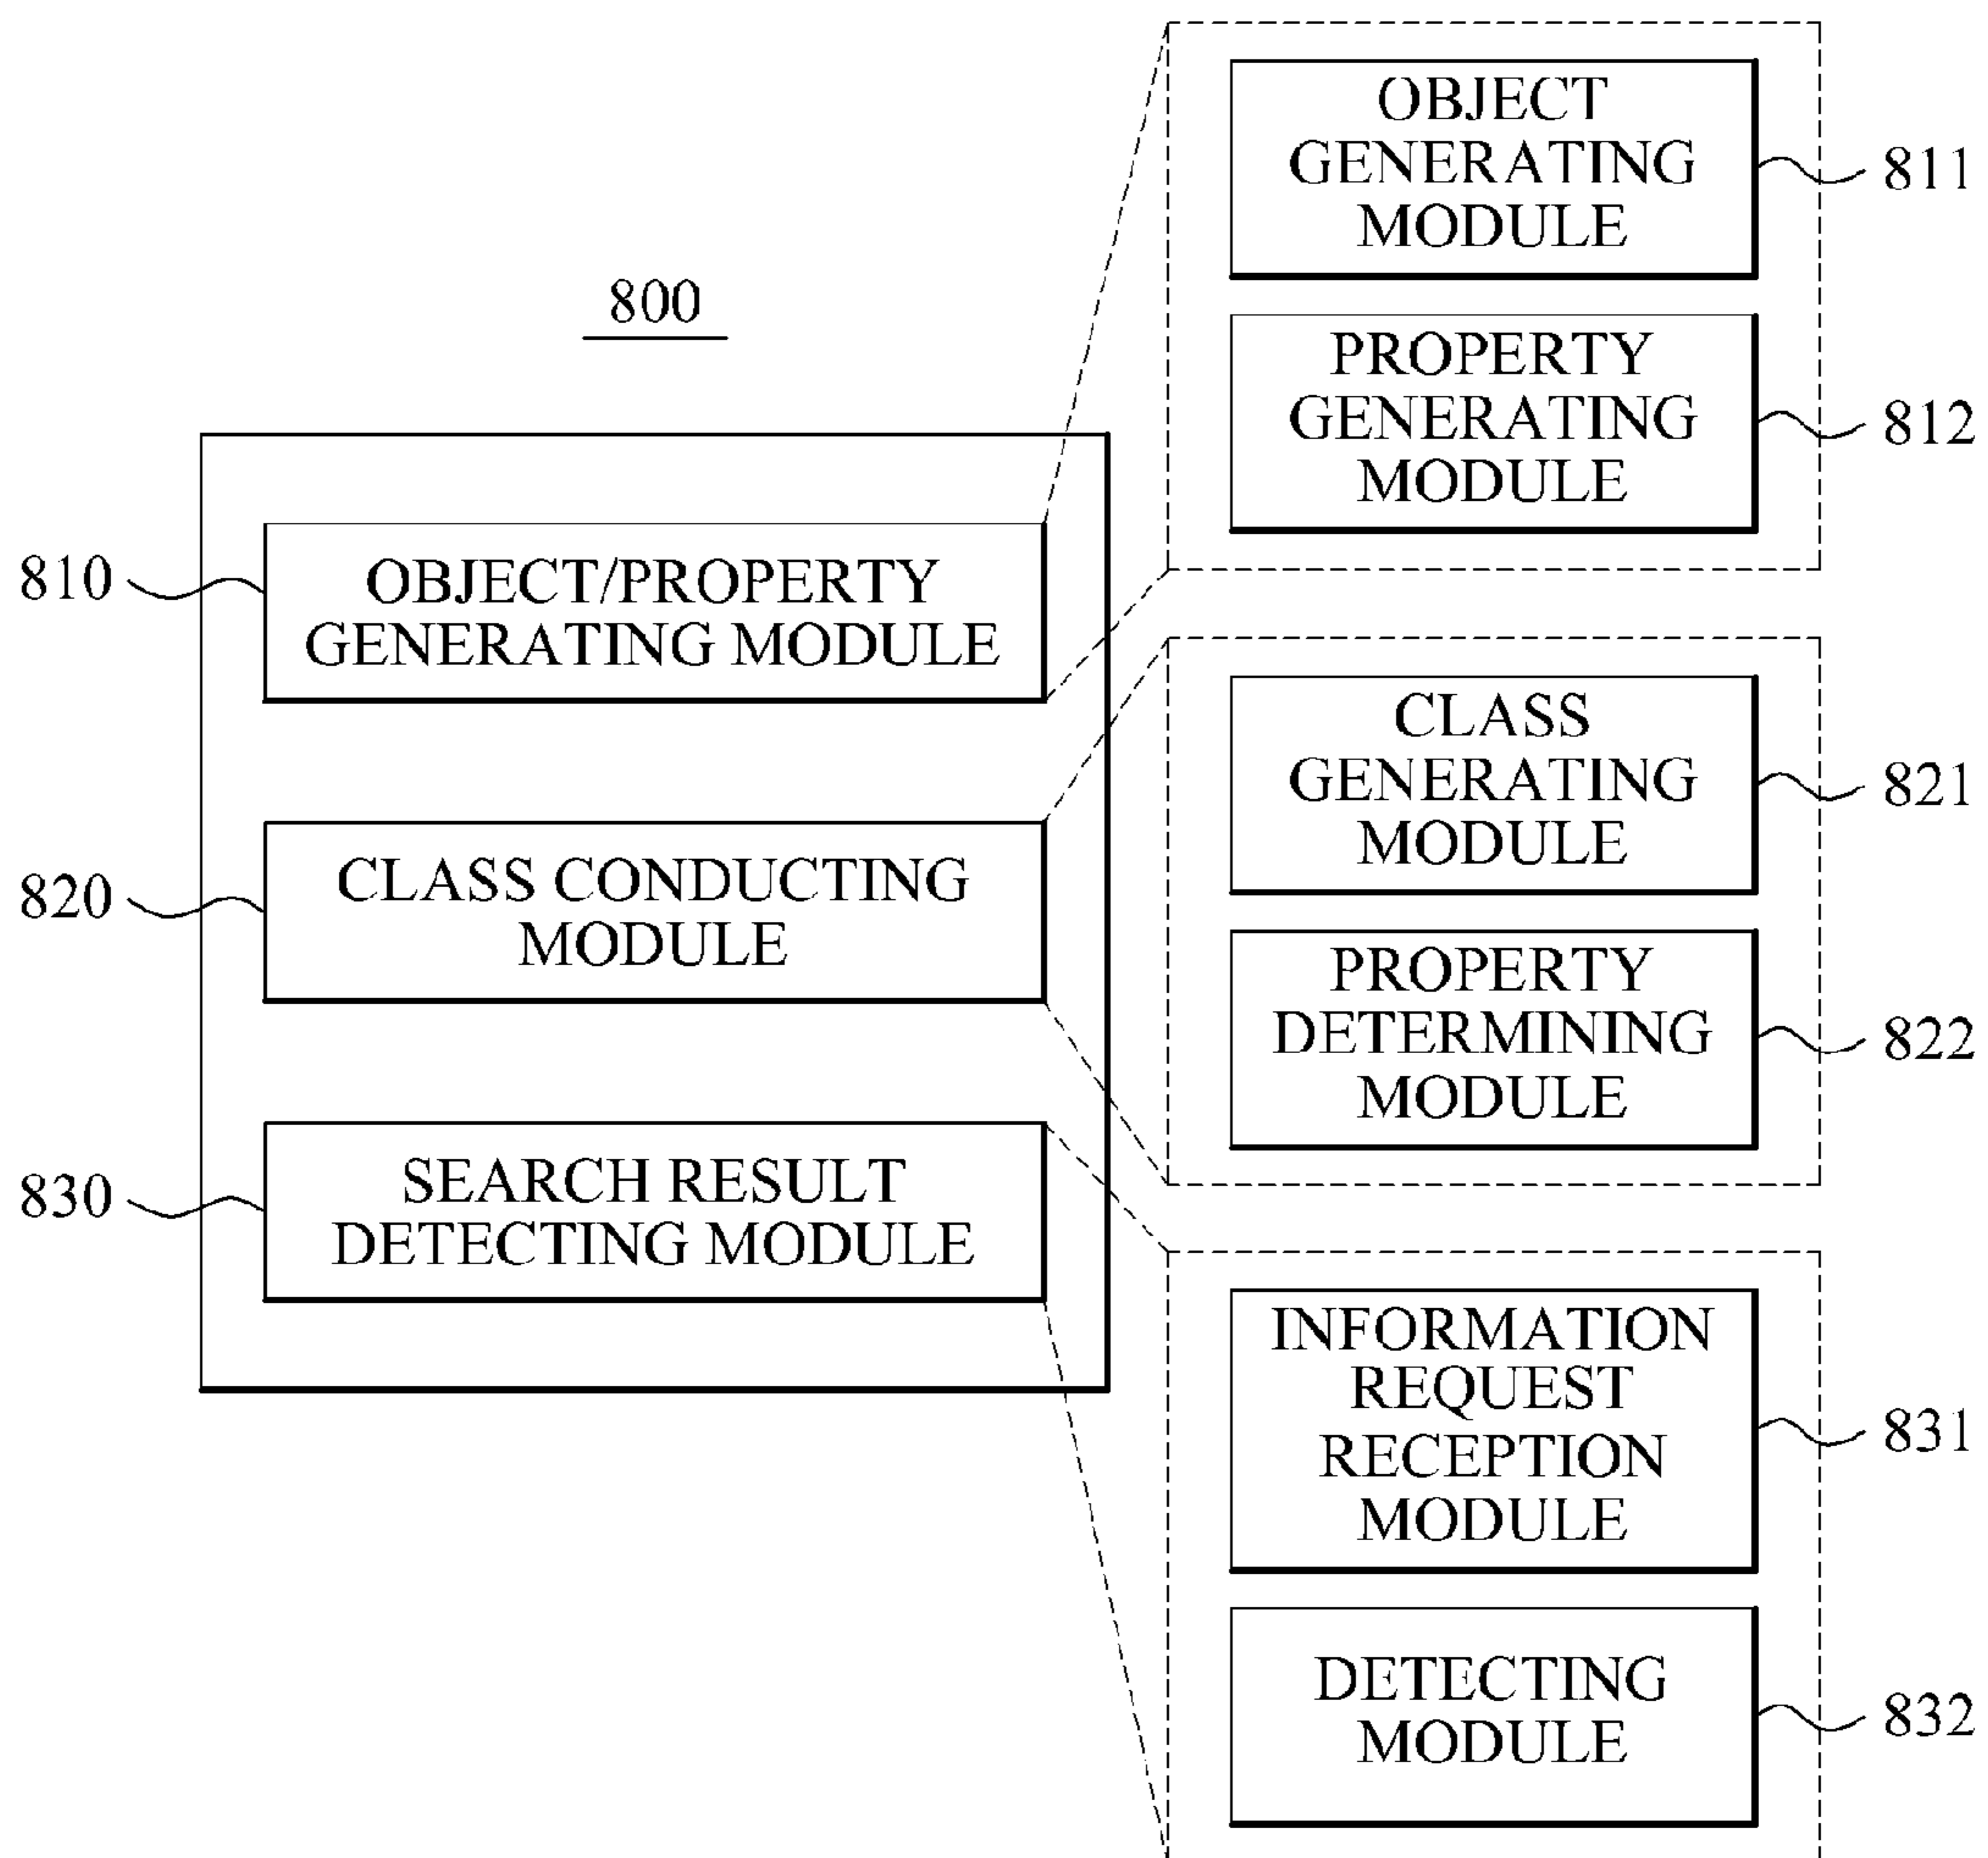 800
810
OBJECT/PROPERTY
GENERATING MODULE
820
CLASS CONDUCTING
MODULE
830
SEARCH RESULT
DETECTING MODULE
OBJECT
GENERATING
MODULE
811
PROPERTY
GENERATING
MODULE
812
CLASS
GENERATING
MODULE
821
PROPERTY
DETERMINING
MODULE
822
INFORMATION
REQUEST
RECEPTION
MODULE
831
DETECTING
MODULE
832